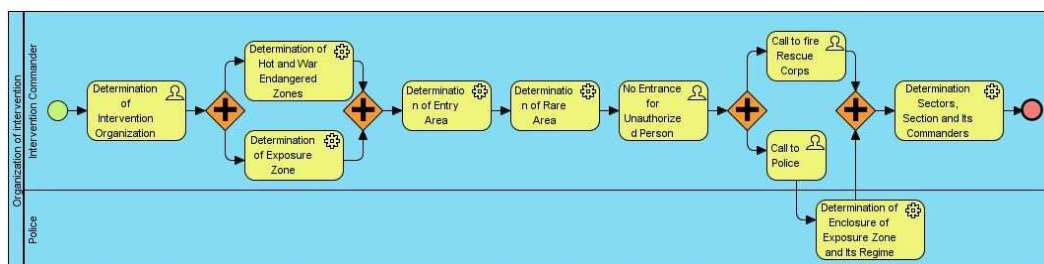 Organization of intervention
Intervention Commander
Police
Determination
of
Intervention
Organization
Determination of
Hot and War
Endangered
Zones
Determination
of Exposure
Zone
Determinatio
n of Entry
Area
Determinatio
n of Rare
Area
No Entrance
for
Unauthorize
d Person
Call to fire
Rescue
Corps
Call to
Police
Determination of
Enclosure of
Exposure Zone
and Its Regime
Determination
Sectors,
Section and Its
Commanders